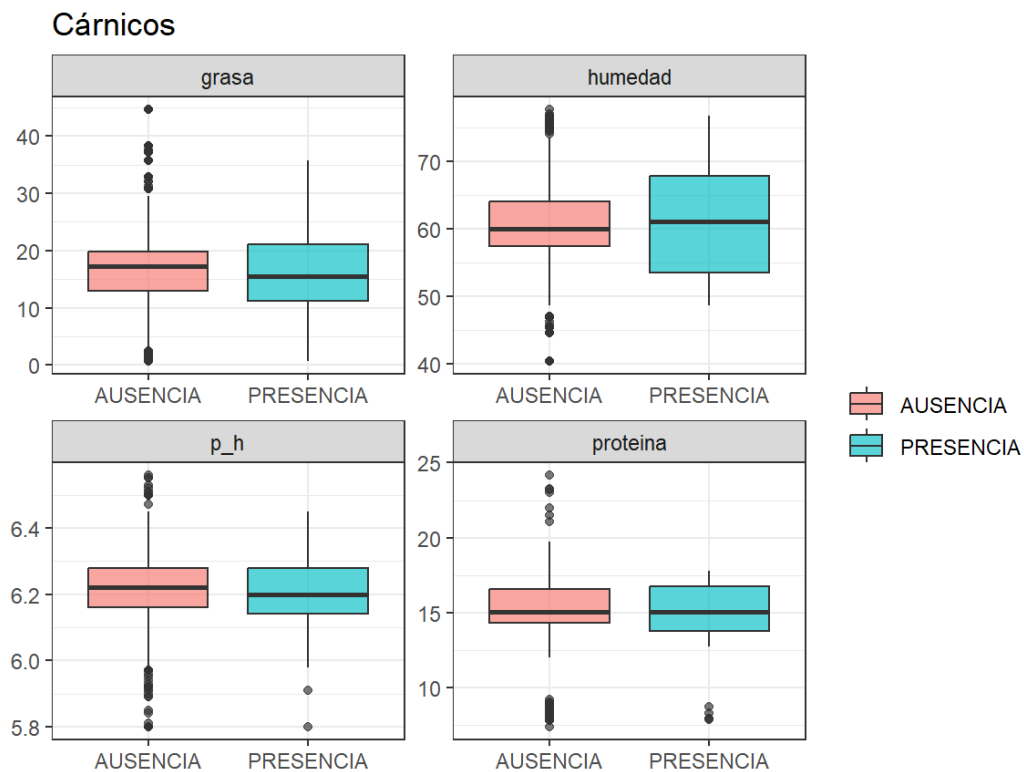 Cárnicos
grasa
humedad
40
30
20
10
0
70
60
50
40
AUSENCIA PRESENCIA
AUSENCIA PRESENCIA
p_h
proteina
6.4
6.2
6.0
5.8
25
20
15
10
AUSENCIA PRESENCIA
AUSENCIA PRESENCIA
AUSENCIA
PRESENCIA